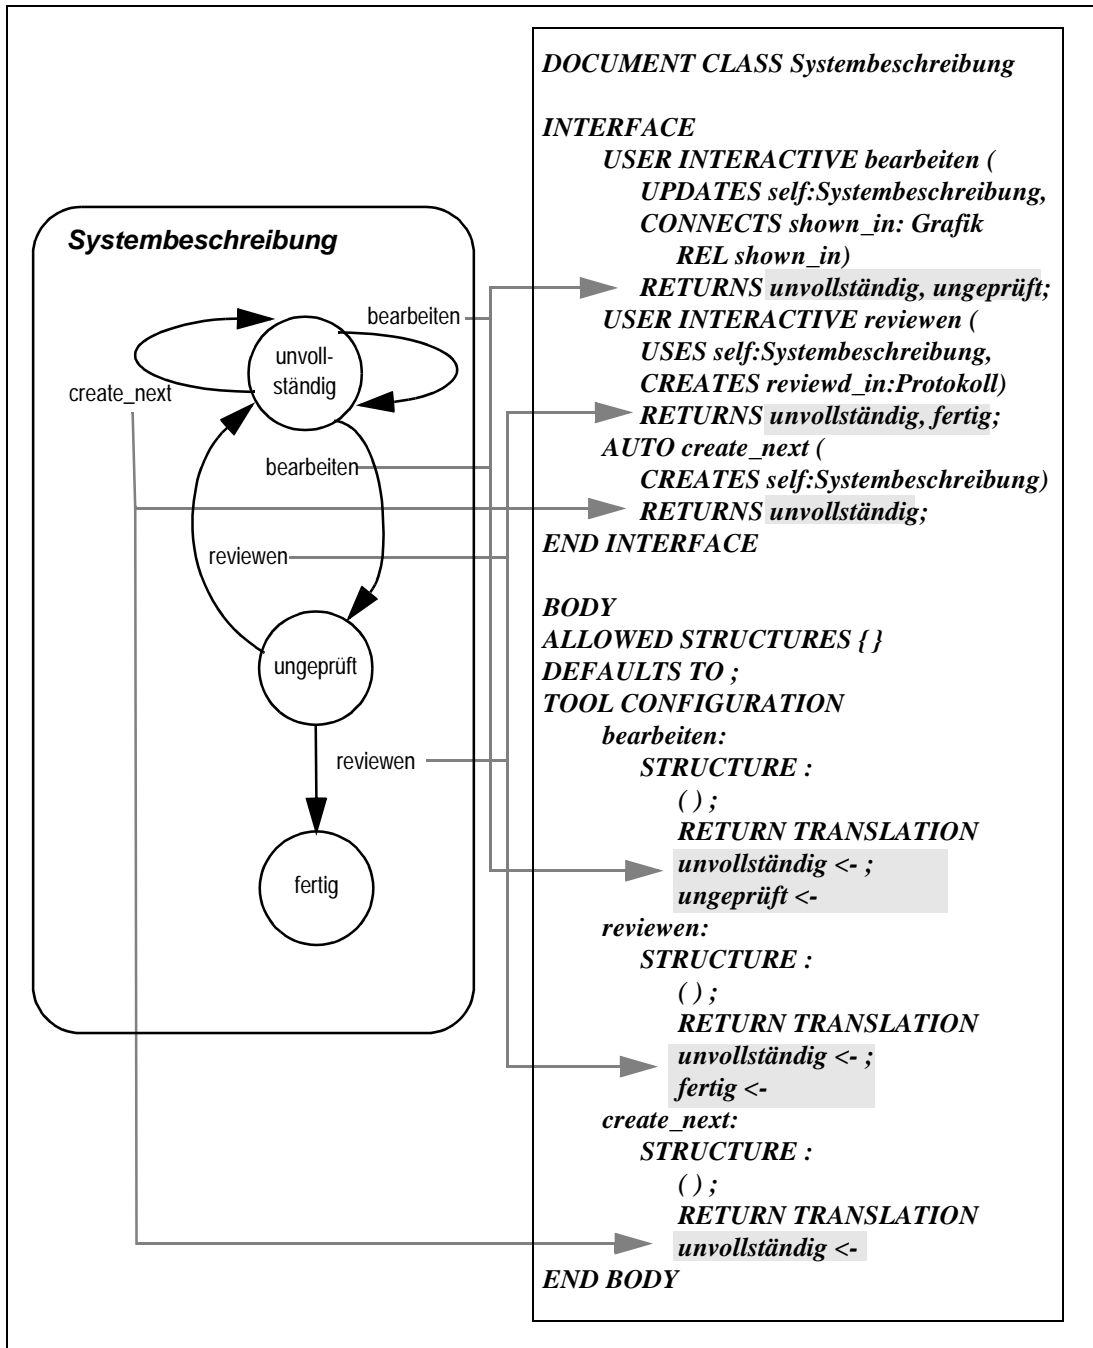 Systembeschreibung
bearbeiten
unvoll-
ständig
create_next
bearbeiten
reviewen
ungeprüft
reviewen
fertig
DOCUMENT CLASS Systembeschreibung
INTERFACE
USER INTERACTIVE bearbeiten (
UPDATES self:Systembeschreibung,
CONNECTS shown_in: Grafik
REL shown_in)
RETURNS unvollständig, ungeprüft;
USER INTERACTIVE reviewen (
USES self:Systembeschreibung,
CREATES reviewd_in:Protokoll)
RETURNS unvollständig, fertig;
AUTO create_next (
CREATES self:Systembeschreibung)
RETURNS unvollständig;
END INTERFACE
BODY
ALLOWED STRUCTURES { }
DEFAULTS TO ;
TOOL CONFIGURATION
bearbeiten:
STRUCTURE :
( ) ;
RETURN TRANSLATION
unvollständig <- ;
ungeprüft <-
reviewen:
STRUCTURE :
( ) ;
RETURN TRANSLATION
unvollständig <- ;
fertig <-
create_next:
STRUCTURE :
( ) ;
RETURN TRANSLATION
unvollständig <-
END BODY